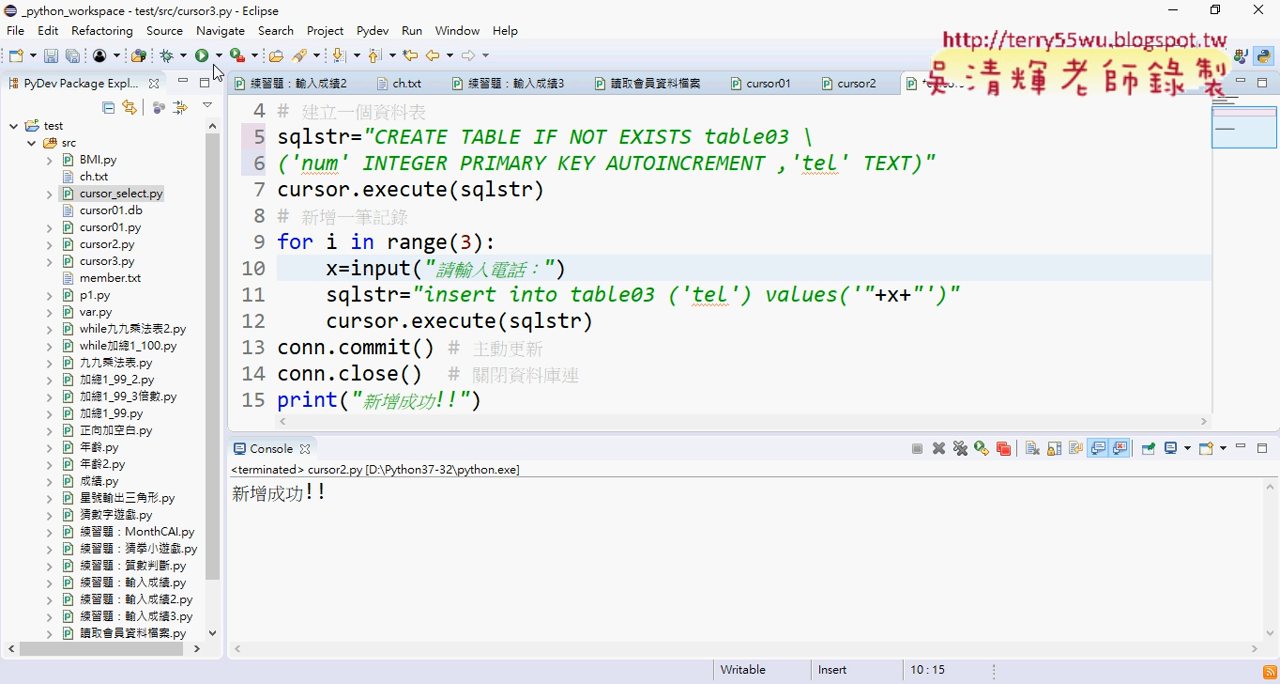 _python_workspace - test/src/cursor3.py - Eclipse
File Edit Refactoring Source Navigate Search Project Pydev Run Window Help
http://terry55wu.blogspot.tw
吳清輝老師錄製
PyDev Package Expl...
練習題：輸入成績2 ch.txt 練習題：輸入成績3 讀取會員資料檔案 cursor01 cursor2
test
src
BMI.py
ch.txt
cursor_select.py
cursor01.db
cursor01.py
cursor2.py
cursor3.py
member.txt
p1.py
var.py
while九九乘法表2.py
while加總1_100.py
九九乘法表.py
加總1_99_2.py
加總1_99_3倍數.py
加總1_99.py
正向加空白.py
年齡.py
年齡2.py
成績.py
星號輸出三角形.py
猜數字遊戲.py
練習題：MonthCAl.py
練習題：猜拳小遊戲.py
練習題：質數判斷.py
練習題：輸入成績.py
練習題：輸入成績2.py
練習題：輸入成績3.py
讀取會員資料檔案.py
4 # 建立一個資料表
5 sqlstr="CREATE TABLE IF NOT EXISTS table03 \
6 ('num' INTEGER PRIMARY KEY AUTOINCREMENT ,'tel' TEXT)"
7 cursor.execute(sqlstr)
8 # 新增一筆記錄
9 for i in range(3):
10 x=input("請輸入電話：")
11 sqlstr="insert into table03 ('tel') values('"+x+"')"
12 cursor.execute(sqlstr)
13 conn.commit() # 主動更新
14 conn.close() # 關閉資料庫連
15 print("新增成功!!")
Console
<terminated> cursor2.py [D:\Python37-32\python.exe]
新增成功!!
Writable Insert 10 : 15